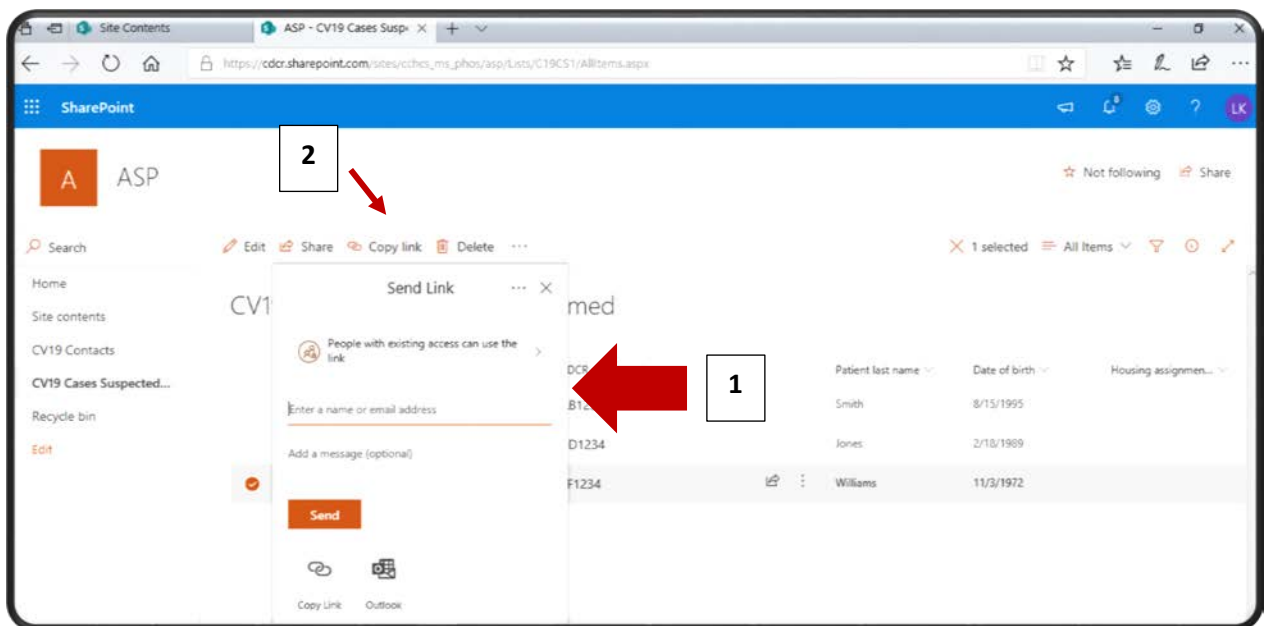 Site Contents
ASP - CV19 Cases Susp
https://cdcr.sharepoint.com/sites/cchcs_ms_phos/asp/Lists/C19CS1/AllItems.aspx
SharePoint
LK
2
A
ASP
Not following
Share
Search
Edit
Share
Copy link
Delete
1 selected
All Items
Home
Site contents
CV19 Contacts
CV19 Cases Suspected...
Recycle bin
Edit
Send Link
CV1
med
People with existing access can use the
link
DCR
Patient last name
Date of birth
Housing assignmen...
1
Enter a name or email address
Smith
8/15/1995
Add a message (optional)
D1234
Jones
2/18/1989
F1234
Williams
11/3/1972
Send
Copy Link
Outlook